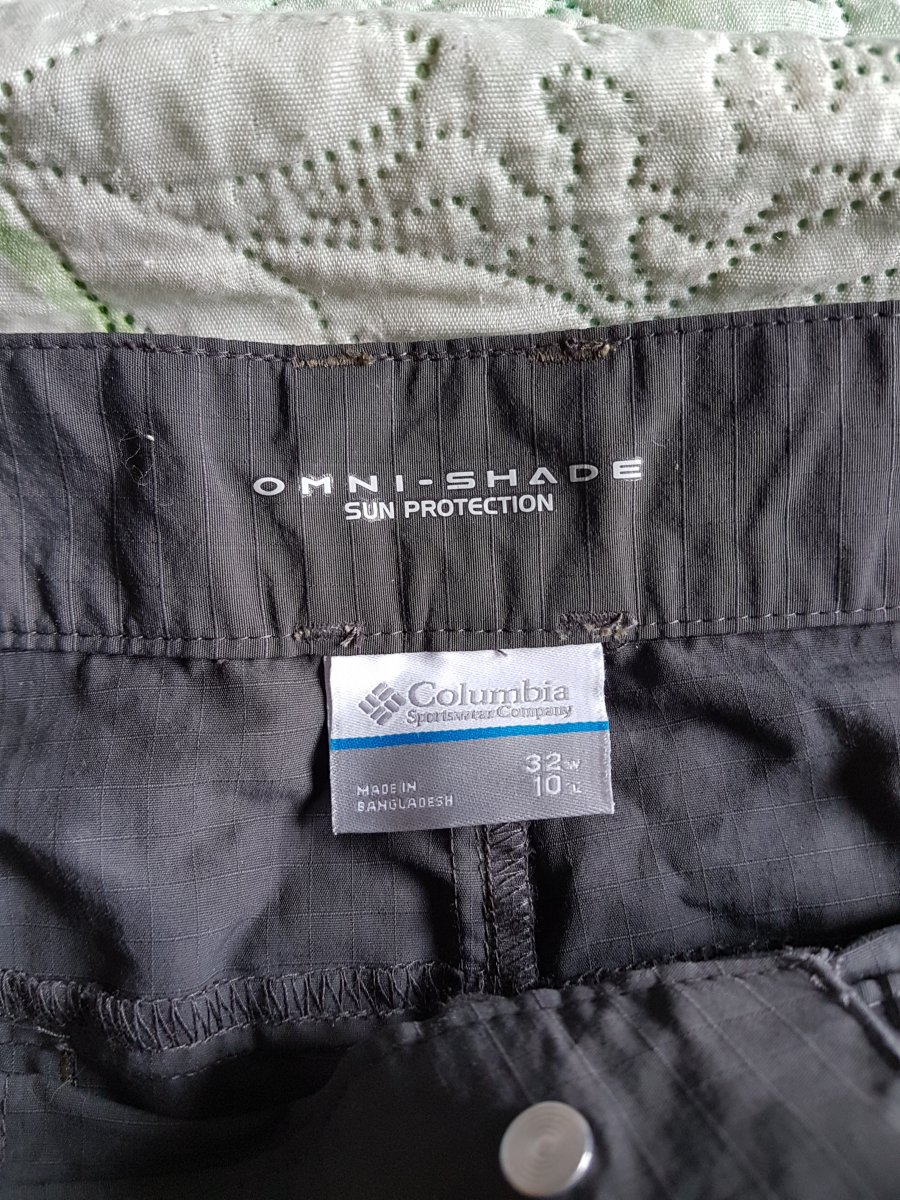 OMNI-SHADE
SUN PROTECTION
Columbia
Sportswear Company
32 W
10 L
MADE IN
BANGLADESH